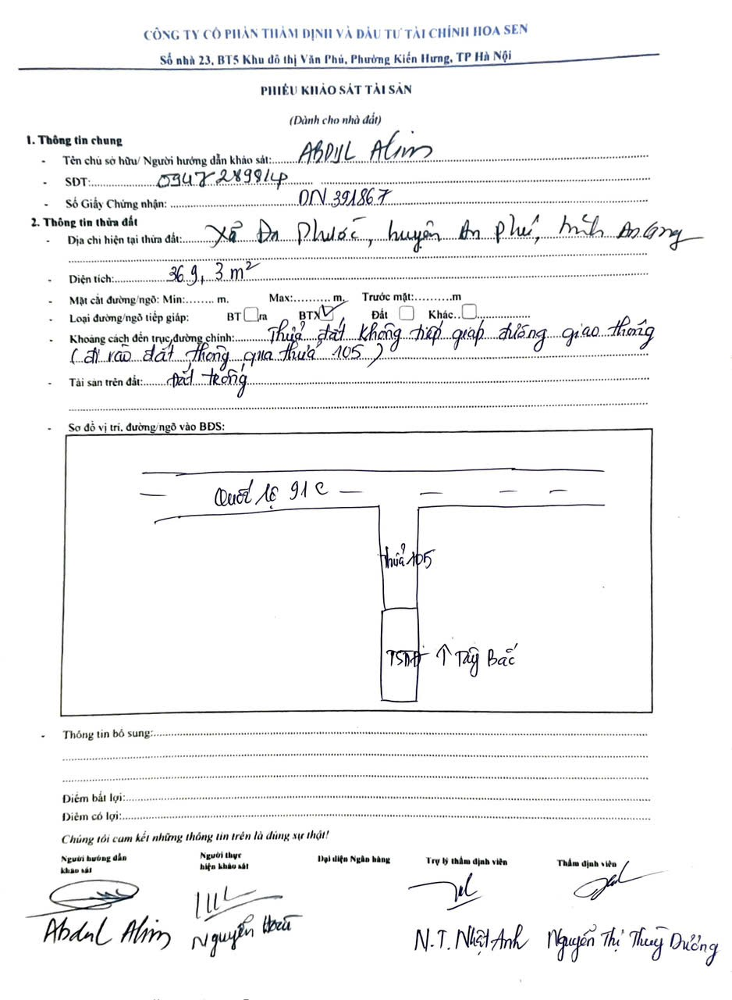 CÔNG TY CỔ PHẦN THẨM ĐỊNH VÀ ĐẦU TƯ TÀI CHÍNH HOA SEN
Số nhà 23, BT5 Khu đô thị Văn Phú, Phường Kiến Hưng, TP Hà Nội
PHIẾU KHẢO SÁT TÀI SẢN
(Dành cho nhà đất)
1. Thông tin chung
- Tên chủ sở hữu/ Người hướng dẫn khảo sát: ABDUL Alim
- SĐT:
- Số Giấy Chứng nhận: DN 391867
2. Thông tin thửa đất
- Địa chỉ hiện tại thửa đất: Xã Đa Phước, huyện An Phú, tỉnh An Giang
- Diện tích: 369,3 m²
- Mặt cắt đường/ngõ: Min:........ m. Max:.......... m. Trước mặt:..........m
- Loại đường/ngõ tiếp giáp: BT ra BTX Đất Khác..
- Khoảng cách đến trục đường chính: Thửa đất không tiếp giáp đường giao thông
(đi vào đất thông qua thửa 105)
- Tài sản trên đất: Đất trống
- Sơ đồ vị trí, đường/ngõ vào BĐS:
Quốc lộ 91C
thửa 105
TSTĐ ↑ Tây Bắc
- Thông tin bổ sung:
Điểm bất lợi:
Điểm có lợi:
Chúng tôi cam kết những thông tin trên là đúng sự thật!
Người hướng dẫn khảo sát
Người thực hiện khảo sát
Đại diện Ngân hàng
Trợ lý thẩm định viên
Thẩm định viên
Abdul Alim
Nguyễn
N.T. Nhật Anh
Nguyễn Thị Thuỳ Dương